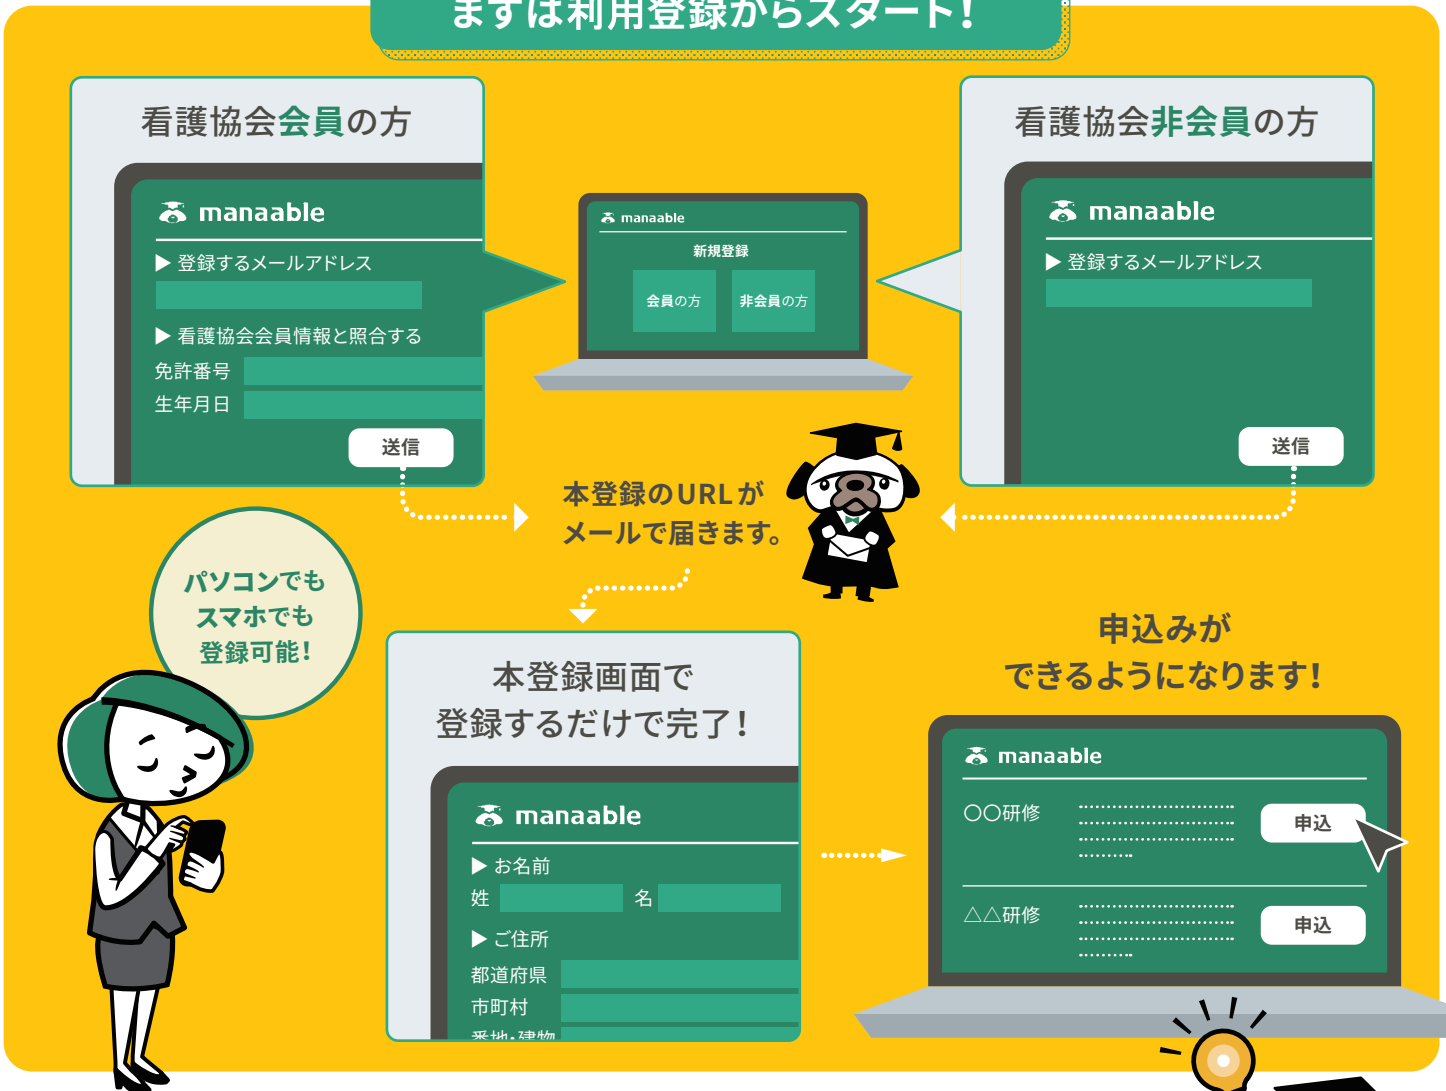 まずは利用登録からスタート！
看護協会会員の方
manaable
▶ 登録するメールアドレス
▶ 看護協会会員情報と照合する
免許番号
生年月日
送信
manaable
新規登録
会員の方
非会員の方
看護協会非会員の方
manaable
▶ 登録するメールアドレス
送信
本登録のURLが
メールで届きます。
パソコンでも
スマホでも
登録可能！
本登録画面で
登録するだけで完了！
manaable
▶ お名前
姓
名
▶ ご住所
都道府県
市町村
番地・建物
申込みが
できるようになります！
manaable
〇〇研修
申込
△△研修
申込